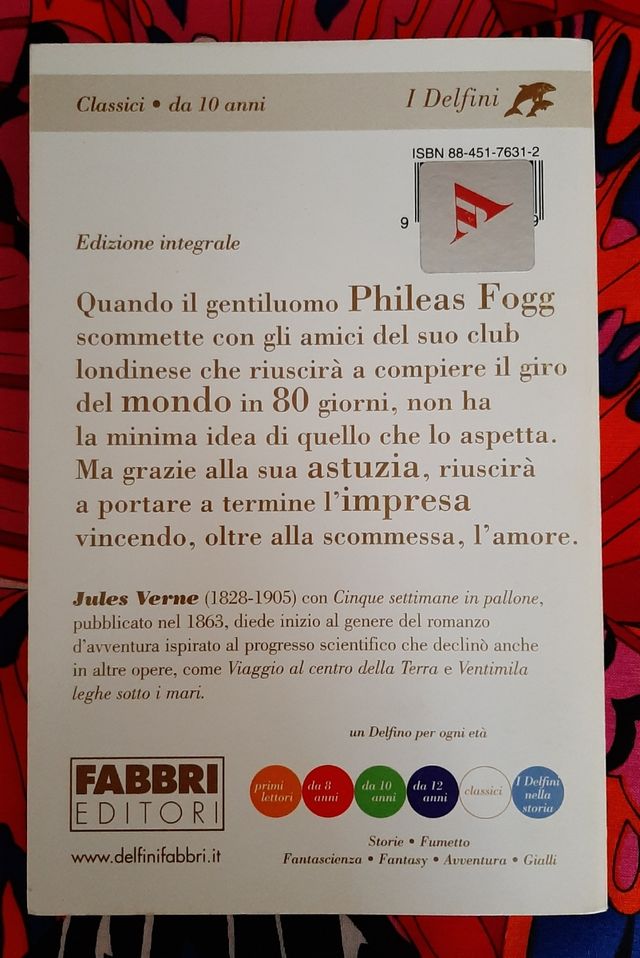 Classici • da 10 anni
I Delfini
ISBN 88-451-7631-2
9
9
Edizione integrale
Quando il gentiluomo Phileas Fogg
scommette con gli amici del suo club
londinese che riuscirà a compiere il giro
del mondo in 80 giorni, non ha
la minima idea di quello che lo aspetta.
Ma grazie alla sua astuzia, riuscirà
a portare a termine l'impresa
vincendo, oltre alla scommessa, l'amore.
Jules Verne (1828-1905) con Cinque settimane in pallone,
pubblicato nel 1863, diede inizio al genere del romanzo
d'avventura ispirato al progresso scientifico che declinò anche
in altre opere, come Viaggio al centro della Terra e Ventimila
leghe sotto i mari.
un Delfino per ogni età
FABBRI
EDITORI
www.delfinifabbri.it
primi
lettori
da 8
anni
da 10
anni
da 12
anni
classici
I Delfini
nella
storia
Storie • Fumetto
Fantascienza • Fantasy • Avventura • Gialli